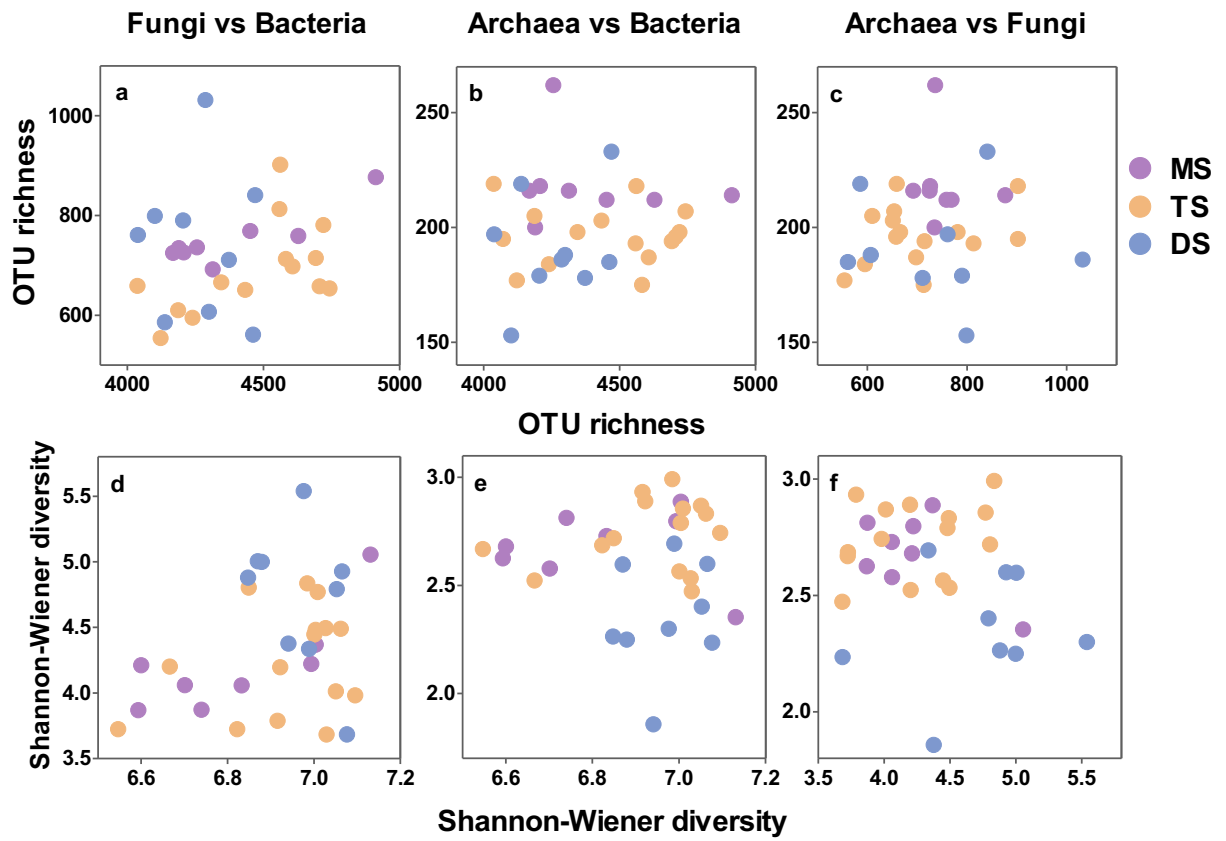 Fungi vs Bacteria
Archaea vs Bacteria
Archaea vs Fungi
OTU richness
a
1000
800
600
4000 4500 5000
b
250
200
150
4000 4500 5000
c
250
200
150
600 800 1000
MS
TS
DS
OTU richness
Shannon-Wiener diversity
d
5.5
5.0
4.5
4.0
3.5
6.6 6.8 7.0 7.2
e
3.0
2.5
2.0
6.6 6.8 7.0 7.2
f
3.0
2.5
2.0
3.5 4.0 4.5 5.0 5.5
Shannon-Wiener diversity